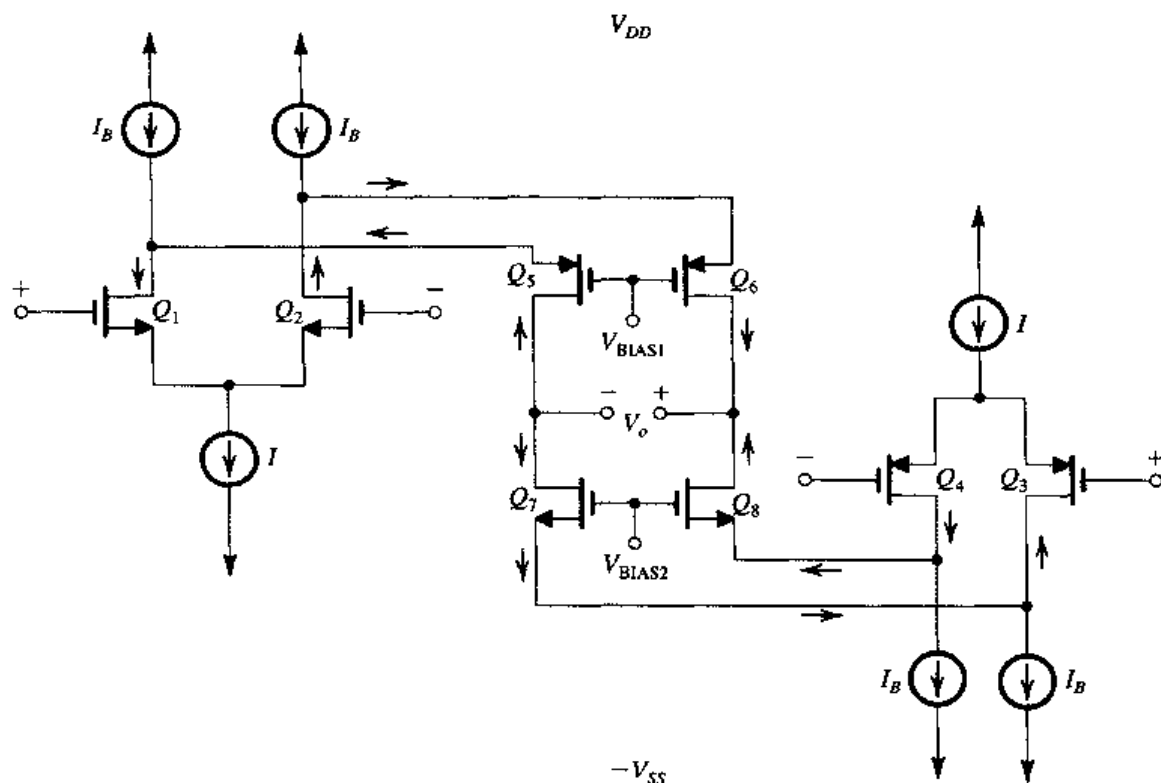 V_DD
I_B
I_B
Q_1
Q_2
+
−
I
Q_5
Q_6
V_BIAS1
− V_o +
I
Q_7
Q_8
V_BIAS2
−
Q_4
Q_3
+
I_B
I_B
−V_SS